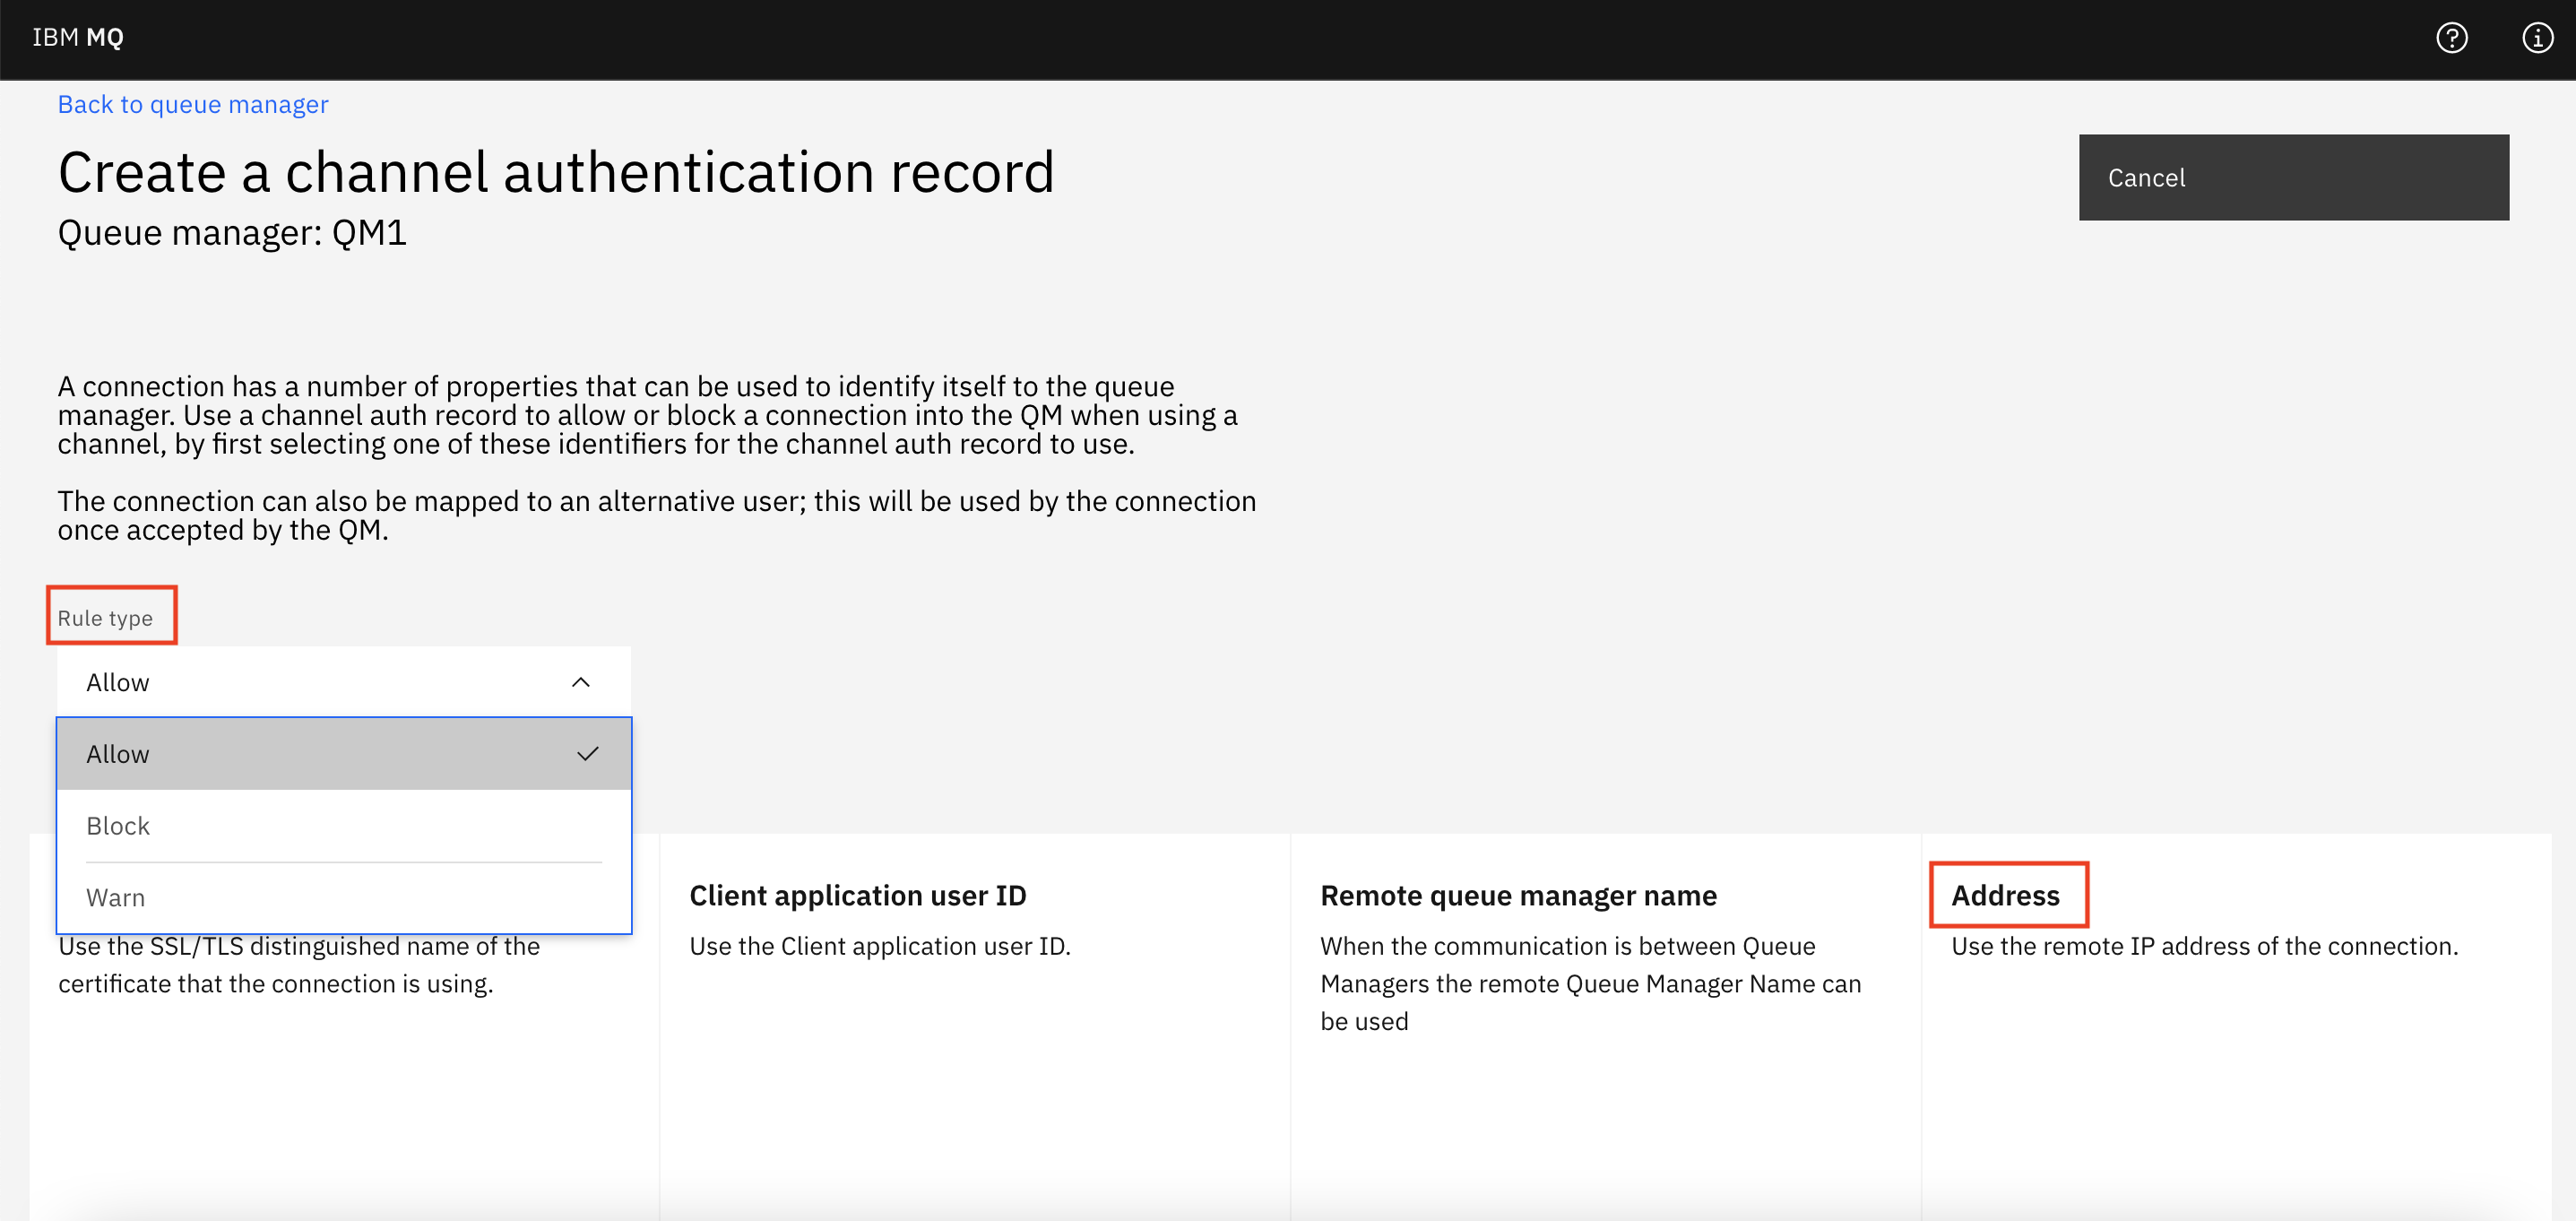 IBM MQ
Back to queue manager
Create a channel authentication record
Cancel
Queue manager: QM1
A connection has a number of properties that can be used to identify itself to the queue
manager. Use a channel auth record to allow or block a connection into the QM when using a
channel, by first selecting one of these identifiers for the channel auth record to use.
The connection can also be mapped to an alternative user; this will be used by the connection
once accepted by the QM.
Rule type
Allow
Allow
Block
Warn
Use the SSL/TLS distinguished name of the
certificate that the connection is using.
Client application user ID
Use the Client application user ID.
Remote queue manager name
When the communication is between Queue
Managers the remote Queue Manager Name can
be used
Address
Use the remote IP address of the connection.